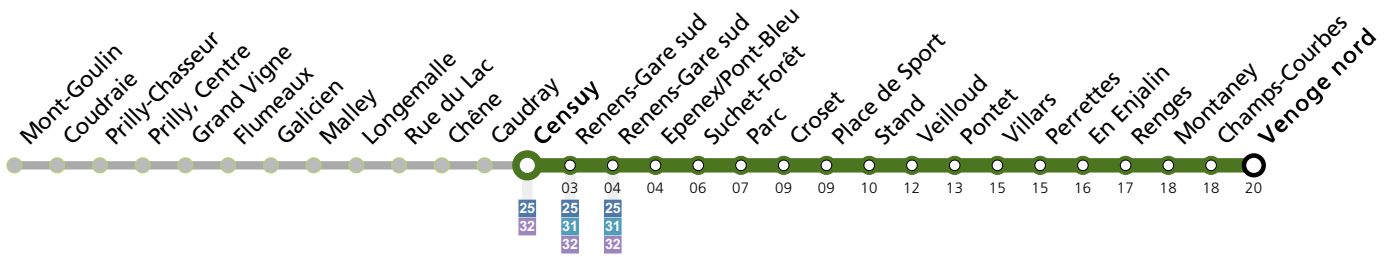 Mont-Goulin
Coudraie
Prilly-Chasseur
Prilly, Centre
Grand Vigne
Flumeaux
Galicien
Malley
Longemalle
Rue du Lac
Chêne
Caudray
Censuy
Renens-Gare sud
Renens-Gare sud
Epenex/Pont-Bleu
Suchet-Forêt
Parc
Croset
Place de Sport
Stand
Veilloud
Pontet
Villars
Perrettes
En Enjalin
Renges
Montaney
Champs-Courbes
Venoge nord
03 04 04 06 07 09 09 10 12 13 15 15 16 17 18 18 20
25 25 25
32 31 31
32 32